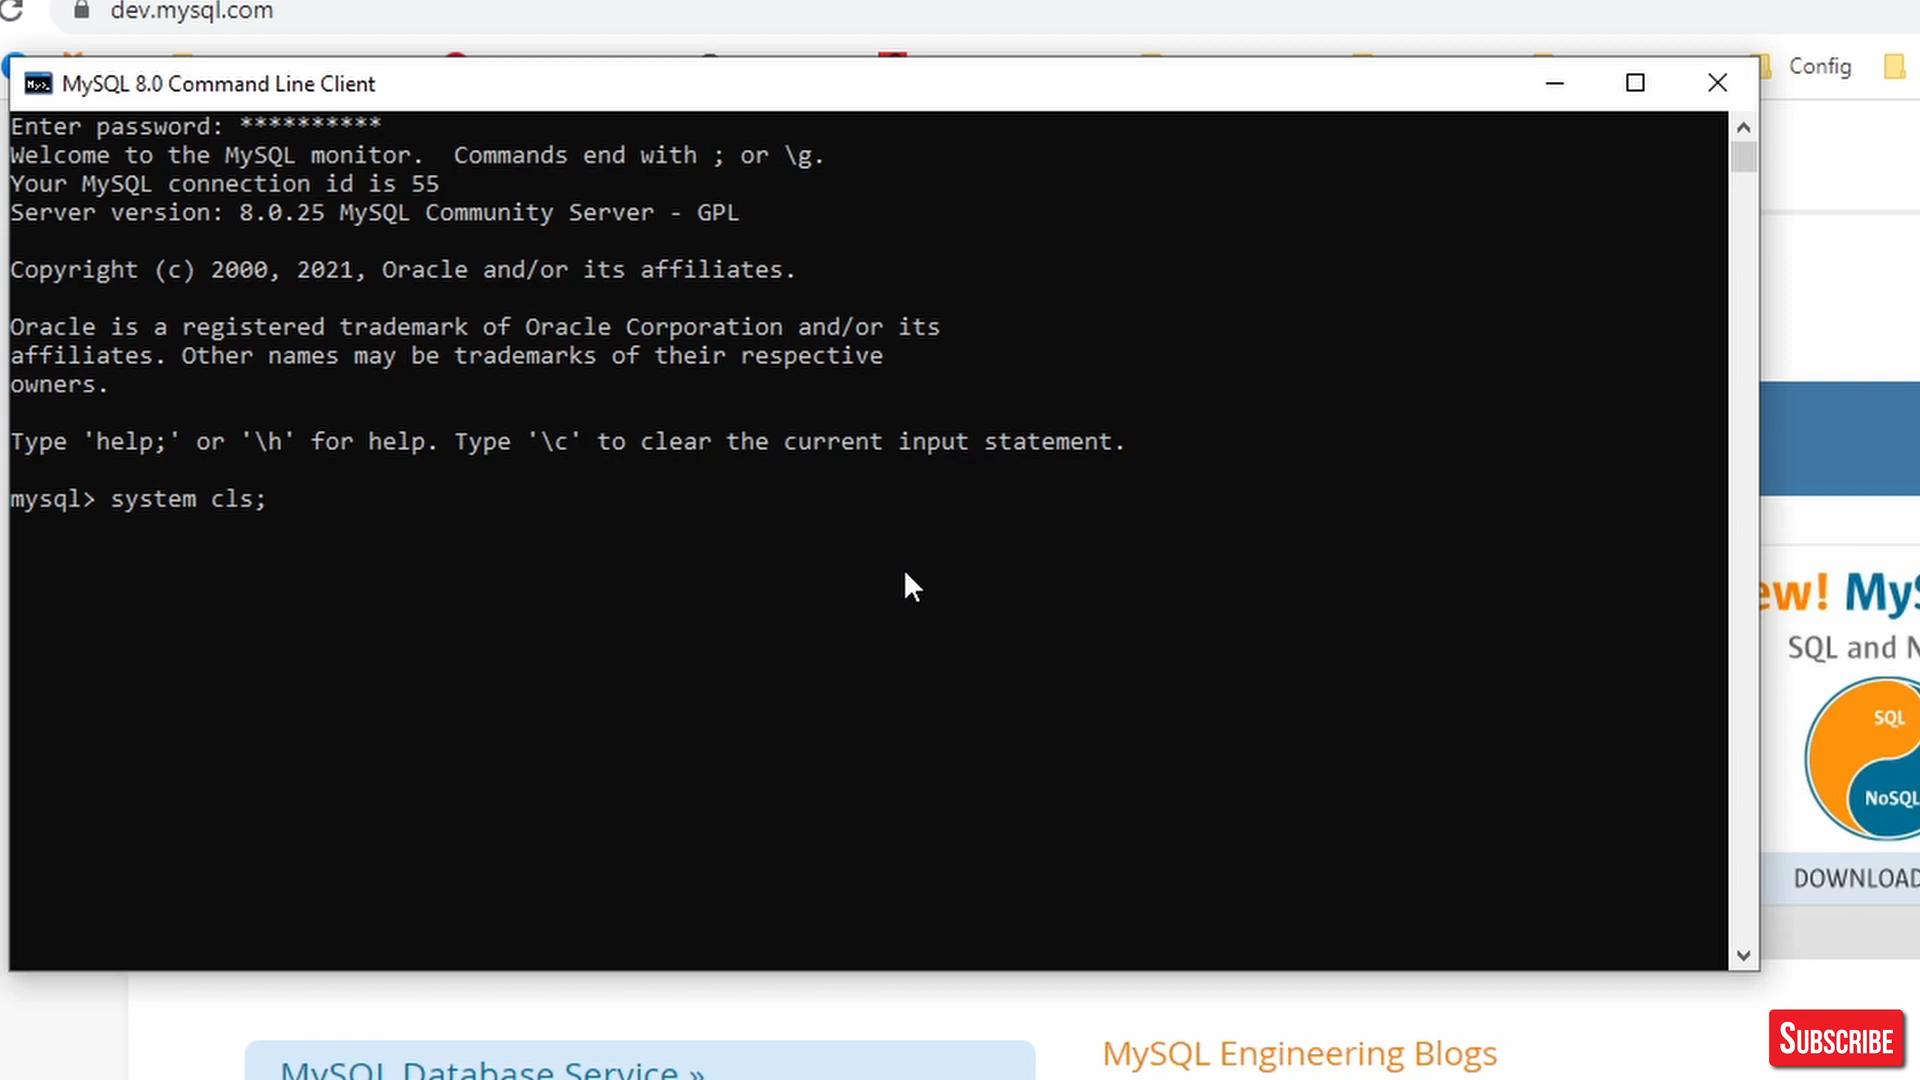 dev.mysql.com
Config
MySQL 8.0 Command Line Client
Enter password: **********
Welcome to the MySQL monitor.  Commands end with ; or \g.
Your MySQL connection id is 55
Server version: 8.0.25 MySQL Community Server - GPL
Copyright (c) 2000, 2021, Oracle and/or its affiliates.
Oracle is a registered trademark of Oracle Corporation and/or its
affiliates. Other names may be trademarks of their respective
owners.
Type 'help;' or '\h' for help. Type '\c' to clear the current input statement.
mysql> system cls;
SQL and
SQL
NoSQL
DOWNLOAD
MySQL Database Service »
MySQL Engineering Blogs
SUBSCRIBE